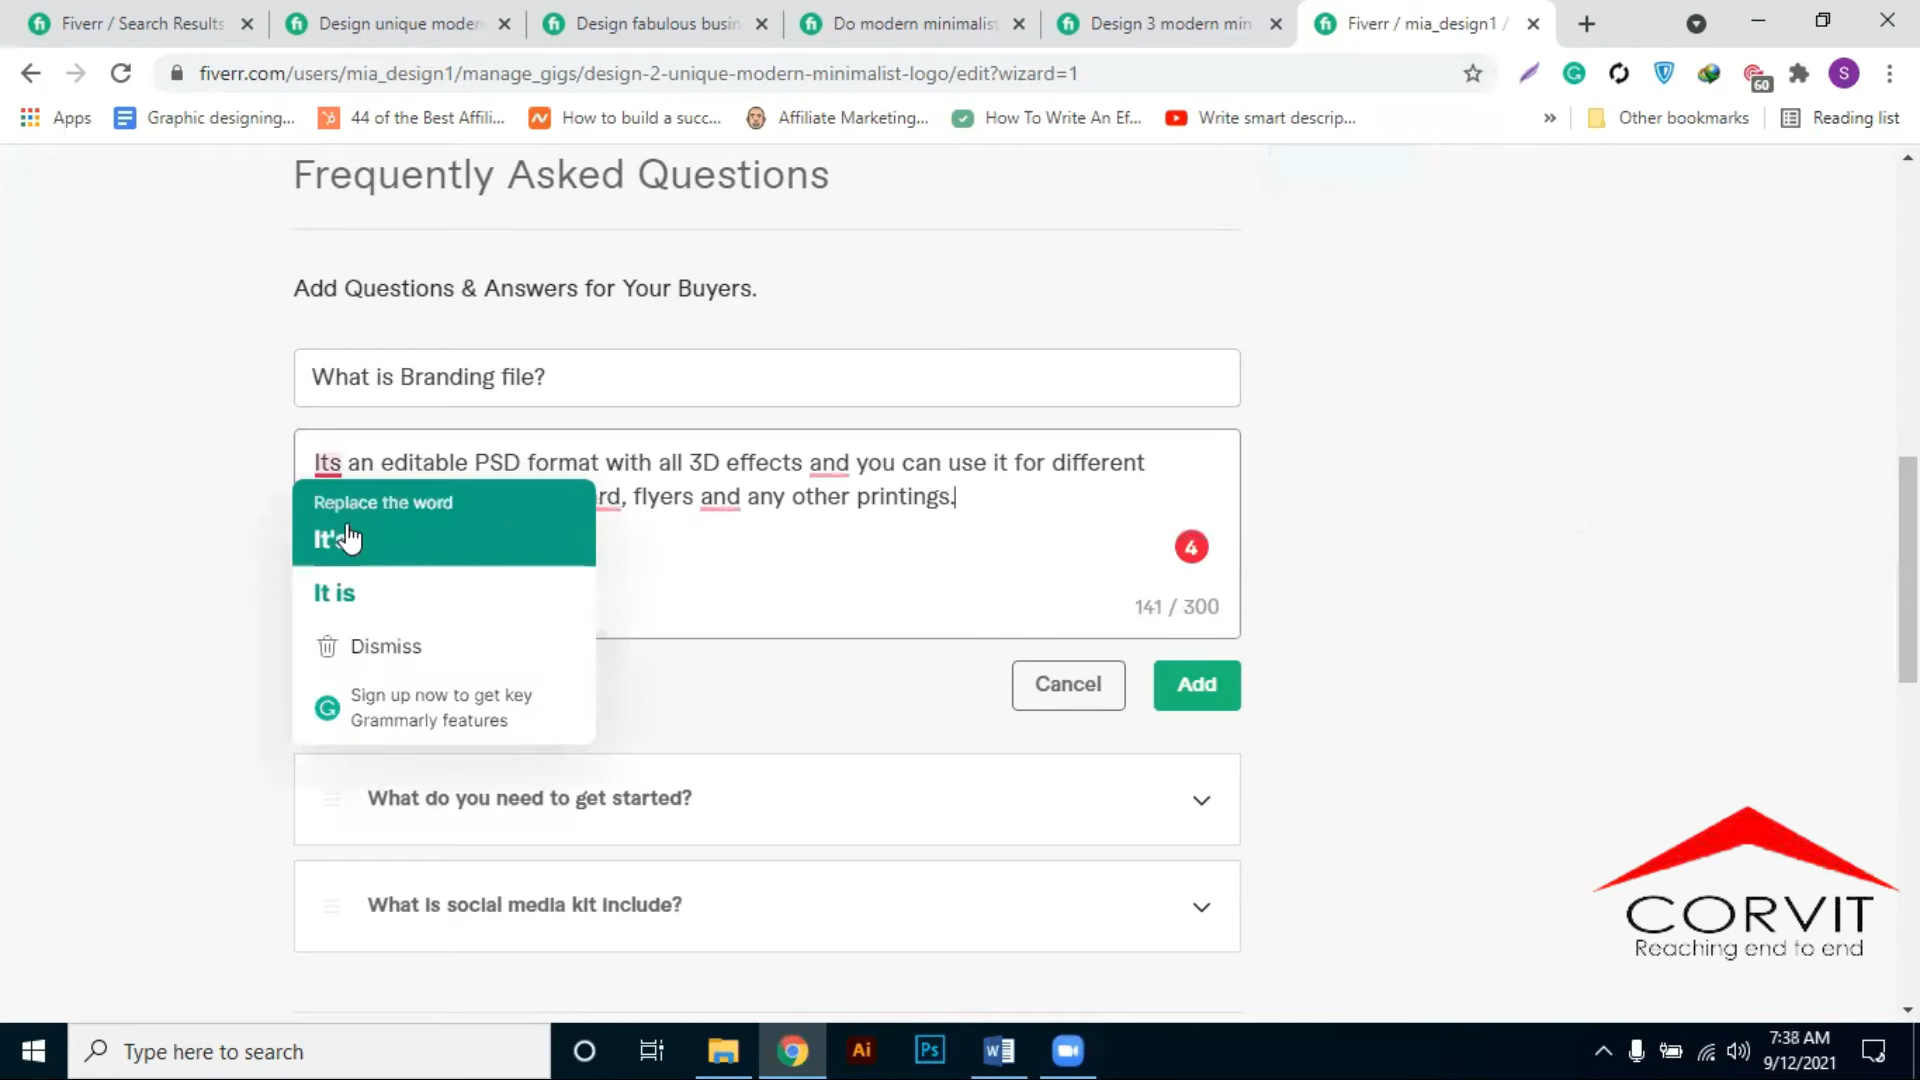 Fiverr / Search Results
Design unique moder
Design fabulous busin
Do modern minimalist
Design 3 modern min
Fiverr / mia_design1 /
fiverr.com/users/mia_design1/manage_gigs/design-2-unique-modern-minimalist-logo/edit?wizard=1
60
S
Apps
Graphic designing...
44 of the Best Affili...
How to build a succ...
Affiliate Marketing...
How To Write An Ef...
Write smart descrip...
»
Other bookmarks
Reading list
Frequently Asked Questions
Add Questions & Answers for Your Buyers.
What is Branding file?
Its an editable PSD format with all 3D effects and you can use it for different
rd, flyers and any other printings.
Replace the word
It is
Dismiss
Sign up now to get key
Grammarly features
4
141 / 300
Cancel
Add
What do you need to get started?
What is social media kit include?
CORVIT
Reaching end to end
Type here to search
Ai
Ps
7:38 AM
9/12/2021